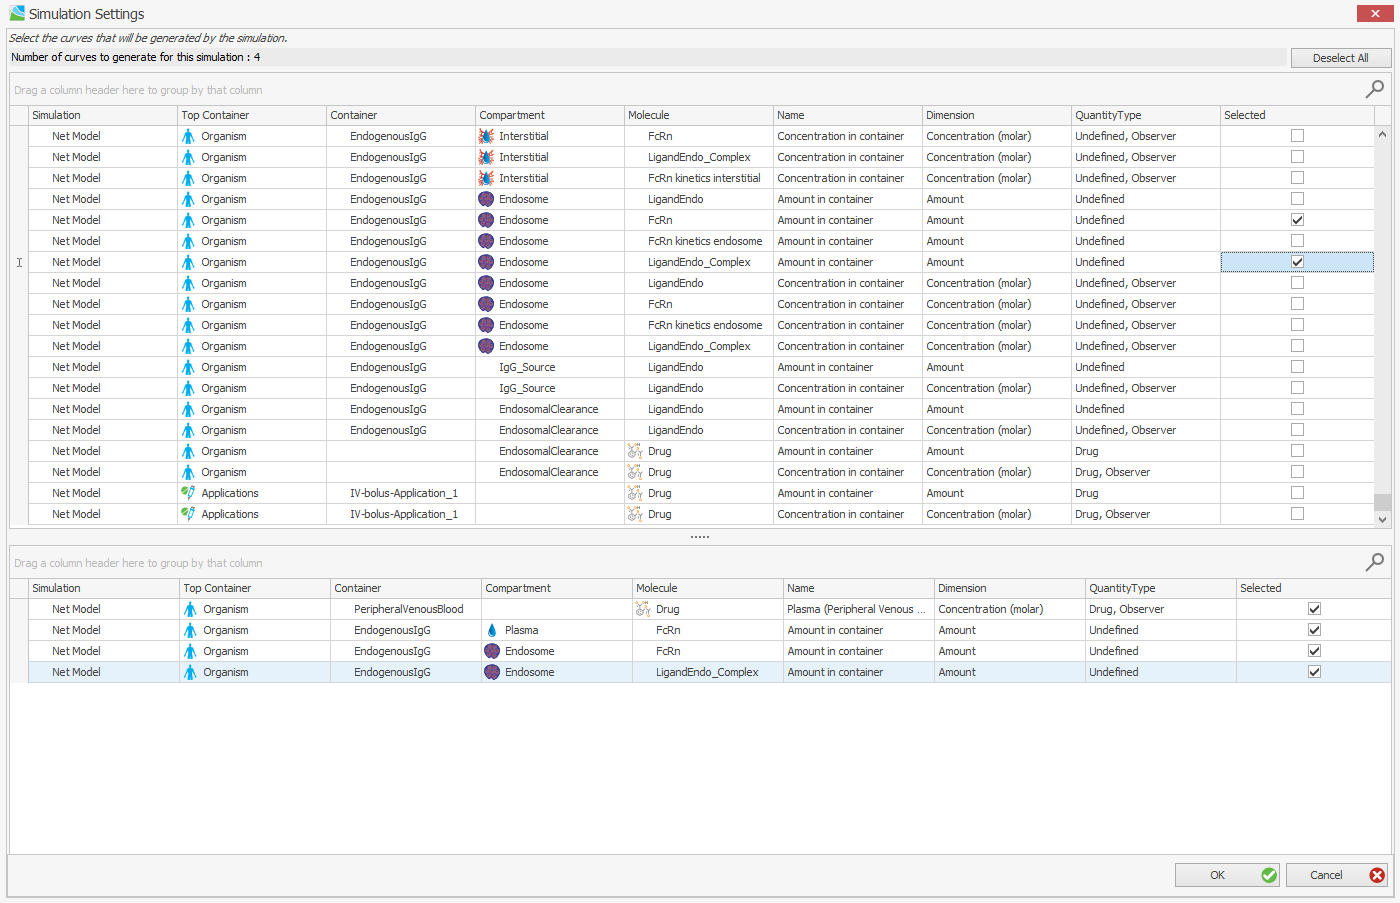 Simulation Settings
Select the curves that will be generated by the simulation.
Number of curves to generate for this simulation : 4
Deselect All
Drag a column header here to group by that column
Simulation Top Container Container Compartment Molecule Name Dimension QuantityType Selected
Net Model Organism EndogenousIgG Interstitial FcRn Concentration in container Concentration (molar) Undefined, Observer
Net Model Organism EndogenousIgG Interstitial LigandEndo_Complex Concentration in container Concentration (molar) Undefined, Observer
Net Model Organism EndogenousIgG Interstitial FcRn kinetics interstitial Concentration in container Concentration (molar) Undefined, Observer
Net Model Organism EndogenousIgG Endosome LigandEndo Amount in container Amount Undefined
Net Model Organism EndogenousIgG Endosome FcRn Amount in container Amount Undefined
Net Model Organism EndogenousIgG Endosome FcRn kinetics endosome Amount in container Amount Undefined
Net Model Organism EndogenousIgG Endosome LigandEndo_Complex Amount in container Amount Undefined
Net Model Organism EndogenousIgG Endosome LigandEndo Concentration in container Concentration (molar) Undefined, Observer
Net Model Organism EndogenousIgG Endosome FcRn Concentration in container Concentration (molar) Undefined, Observer
Net Model Organism EndogenousIgG Endosome FcRn kinetics endosome Concentration in container Concentration (molar) Undefined, Observer
Net Model Organism EndogenousIgG Endosome LigandEndo_Complex Concentration in container Concentration (molar) Undefined, Observer
Net Model Organism EndogenousIgG IgG_Source LigandEndo Amount in container Amount Undefined
Net Model Organism EndogenousIgG IgG_Source LigandEndo Concentration in container Concentration (molar) Undefined, Observer
Net Model Organism EndogenousIgG EndosomalClearance LigandEndo Amount in container Amount Undefined
Net Model Organism EndogenousIgG EndosomalClearance LigandEndo Concentration in container Concentration (molar) Undefined, Observer
Net Model Organism EndosomalClearance Drug Amount in container Amount Drug
Net Model Organism EndosomalClearance Drug Concentration in container Concentration (molar) Drug, Observer
Net Model Applications IV-bolus-Application_1 Drug Amount in container Amount Drug
Net Model Applications IV-bolus-Application_1 Drug Concentration in container Concentration (molar) Drug, Observer
Drag a column header here to group by that column
Simulation Top Container Container Compartment Molecule Name Dimension QuantityType Selected
Net Model Organism PeripheralVenousBlood Drug Plasma (Peripheral Venous ... Concentration (molar) Drug, Observer
Net Model Organism EndogenousIgG Plasma FcRn Amount in container Amount Undefined
Net Model Organism EndogenousIgG Endosome FcRn Amount in container Amount Undefined
Net Model Organism EndogenousIgG Endosome LigandEndo_Complex Amount in container Amount Undefined
OK Cancel